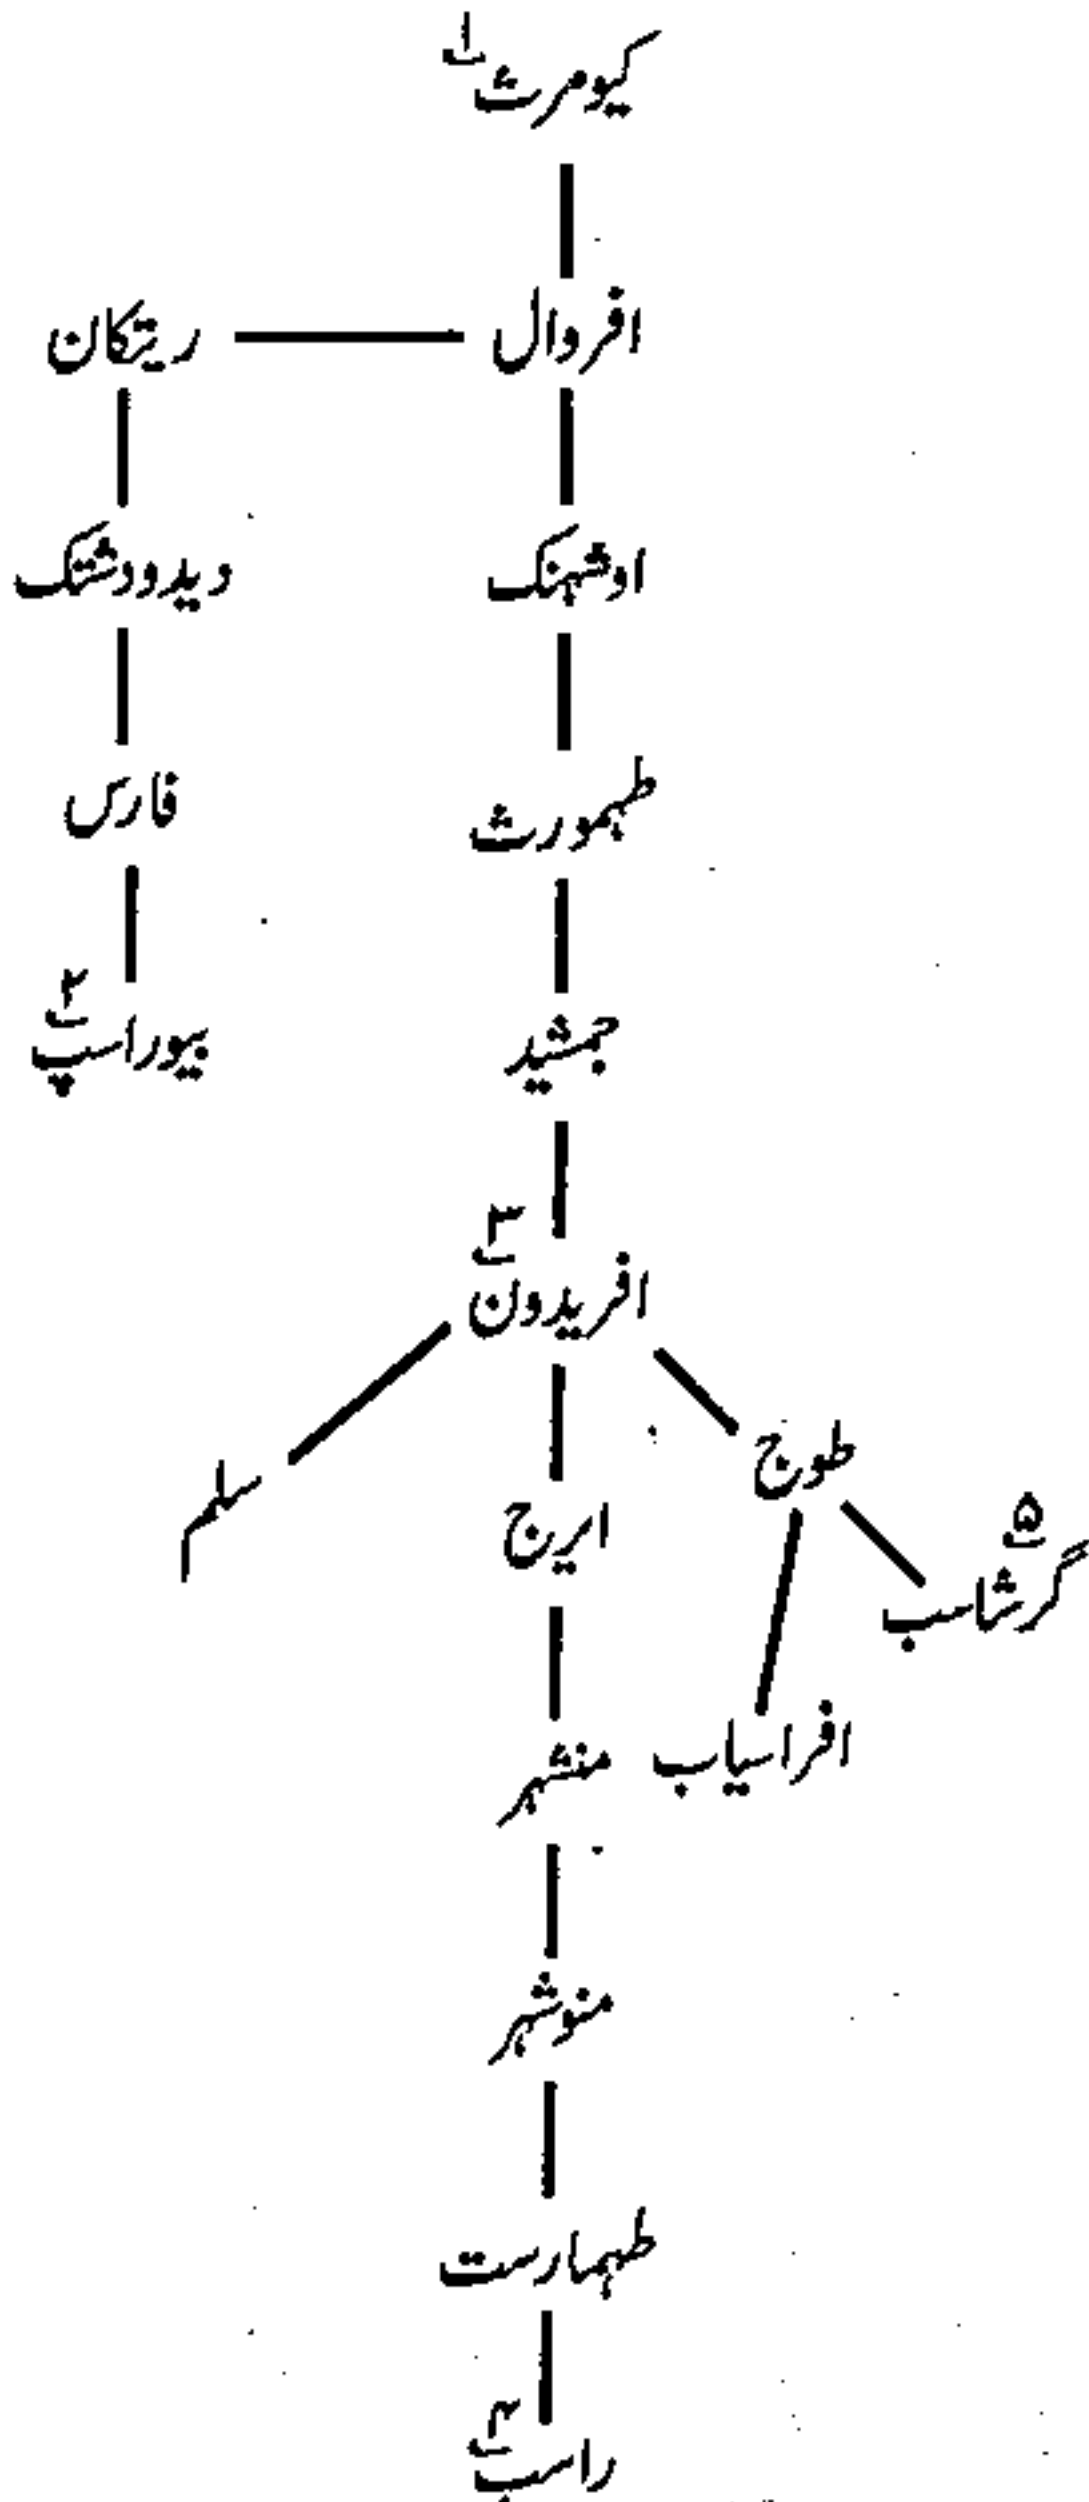 کیومرث ۱
افروال
ریتکان
اوشہنک
ویدووشتک
طہمورث
فارس
جمشید
بیوراسپ ۲
افریدون ۳
طوج
ایرج
سلم
گرشاسب ۵
افراسیاب
منشہر
منوشہر
طہمارست
راسب ۴